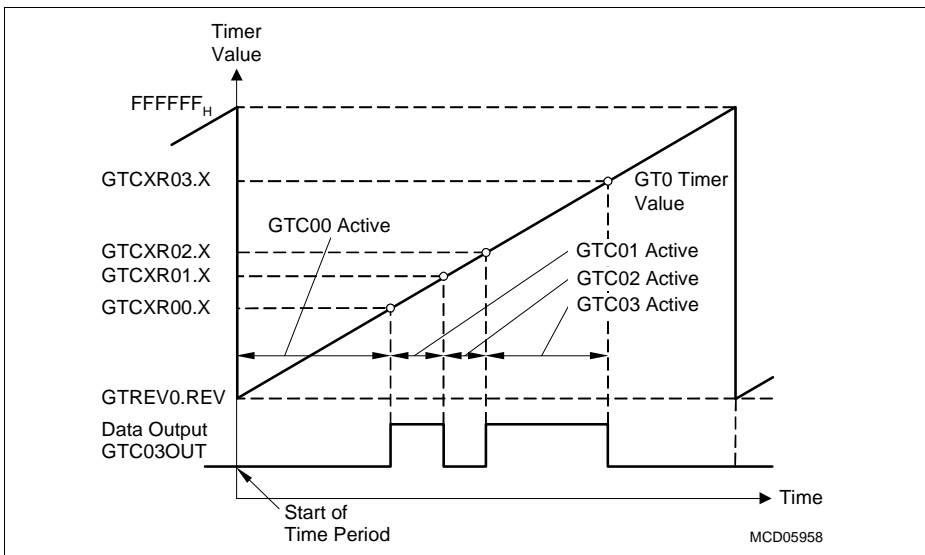 Timer
Value
FFFFFF_H
GTCXR03.X
GT0 Timer
Value
GTC00 Active
GTCXR02.X
GTC01 Active
GTCXR01.X
GTC02 Active
GTCXR00.X
GTC03 Active
GTREV0.REV
Data Output
GTC03OUT
Time
Start of
Time Period
MCD05958